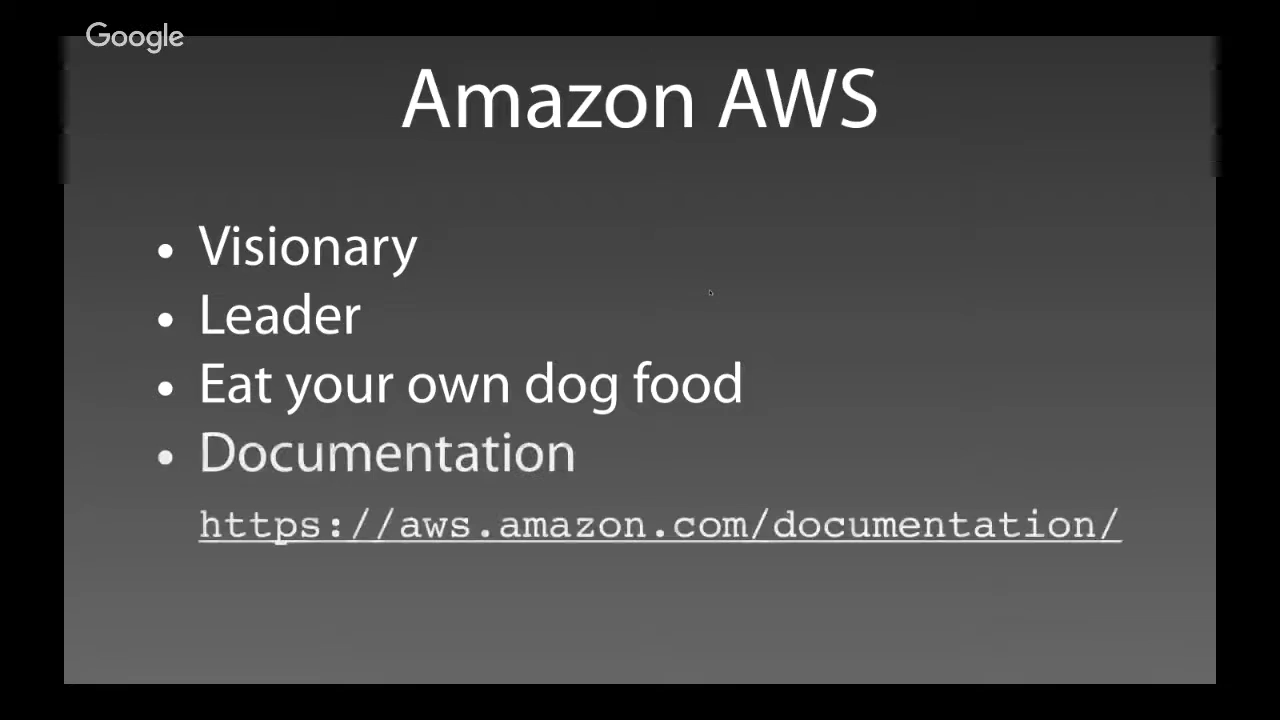 Google
Amazon AWS
• Visionary
• Leader
• Eat your own dog food
• Documentation
https://aws.amazon.com/documentation/